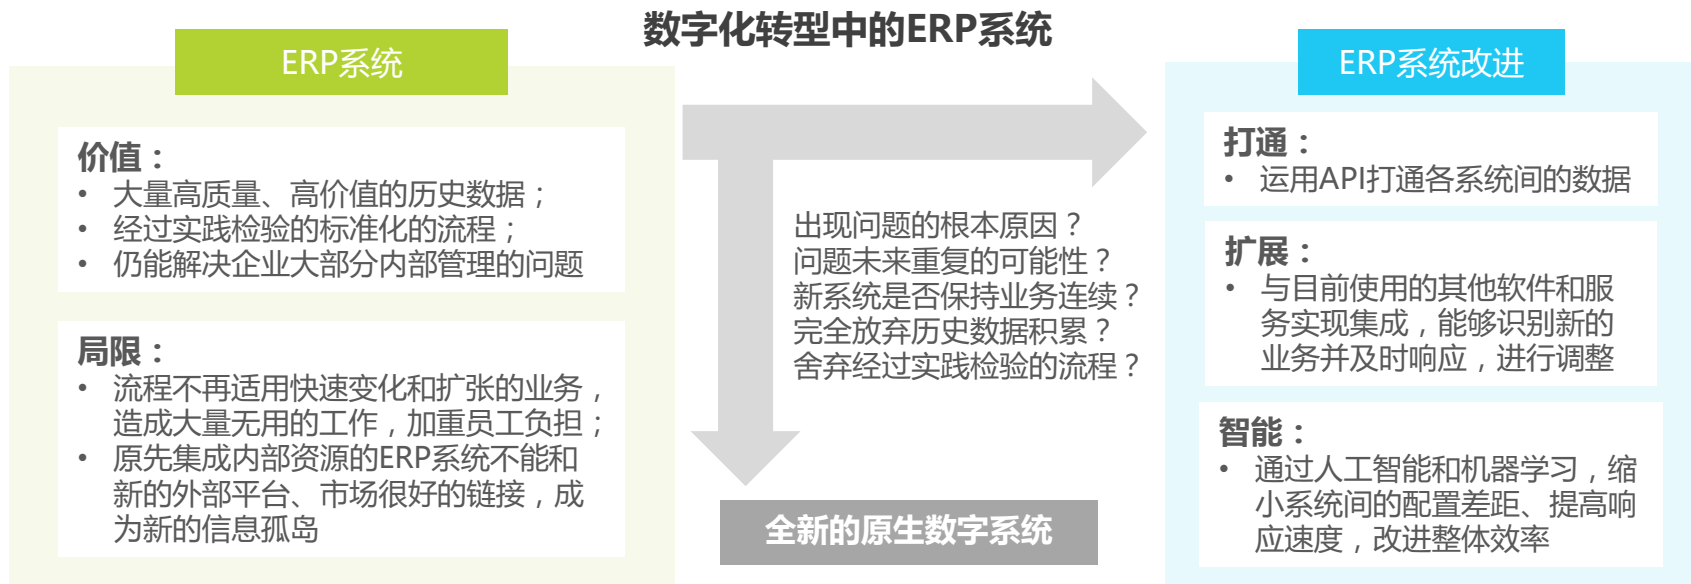 数字化转型中的ERP系统
ERP系统
价值：
• 大量高质量、高价值的历史数据；
• 经过实践检验的标准化的流程；
• 仍能解决企业大部分内部管理的问题
局限：
• 流程不再适用快速变化和扩张的业务，
造成大量无用的工作，加重员工负担；
• 原先集成内部资源的ERP系统不能和
新的外部平台、市场很好的链接，成
为新的信息孤岛
出现问题的根本原因？
问题未来重复的可能性？
新系统是否保持业务连续？
完全放弃历史数据积累？
舍弃经过实践检验的流程？
全新的原生数字系统
ERP系统改进
打通：
• 运用API打通各系统间的数据
扩展：
• 与目前使用的其他软件和服
务实现集成，能够识别新的
业务并及时响应，进行调整
智能：
• 通过人工智能和机器学习，缩
小系统间的配置差距、提高响
应速度，改进整体效率